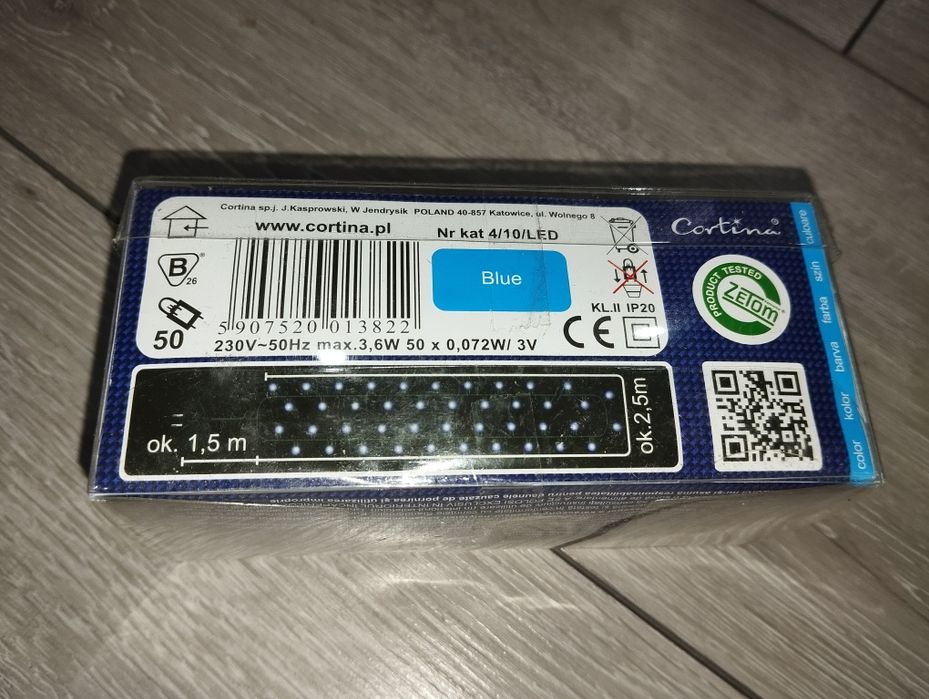 Cortina sp.j. J.Kasprowski, W Jendrysik POLAND 40-857 Katowice, ul. Wolnego 8
www.cortina.pl
Nr kat 4/10/LED
B
26
Blue
50
5 907520 013822
KL.II IP20
CE
230V~50Hz max.3,6W 50 x 0,072W/ 3V
Cortina®
PRODUCT TESTED
ZETOM
ok. 1,5 m
ok.2,5m
color kolor barva farba szín culoare